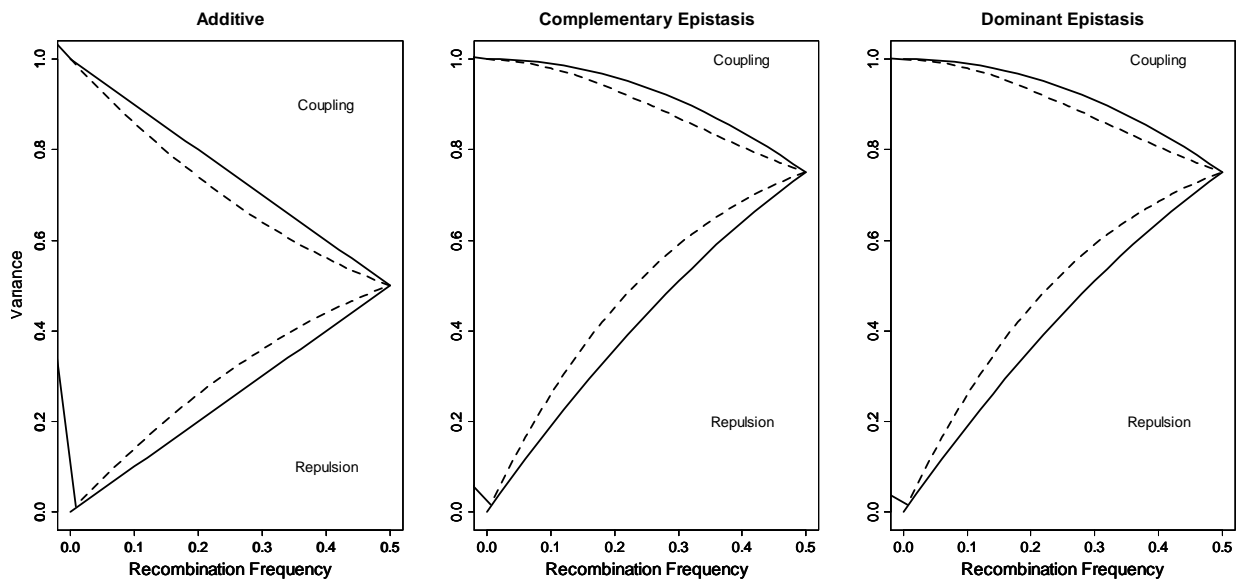 Additive
Complementary Epistasis
Dominant Epistasis
Variance
0.0
0.2
0.4
0.6
0.8
1.0
Coupling
Repulsion
0.0 0.1 0.2 0.3 0.4 0.5
Recombination Frequency
0.0
0.2
0.4
0.6
0.8
1.0
Coupling
Repulsion
0.0 0.1 0.2 0.3 0.4 0.5
Recombination Frequency
0.0
0.2
0.4
0.6
0.8
1.0
Coupling
Repulsion
0.0 0.1 0.2 0.3 0.4 0.5
Recombination Frequency